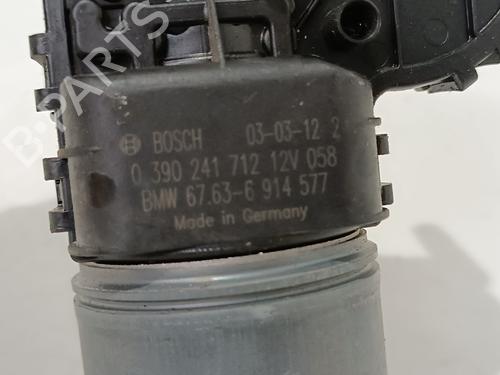 BOSCH 03-03-12 2
0 390 241 712 12V 058
BMW 67.63-6 914 577
Made in Germany
B-PARTS